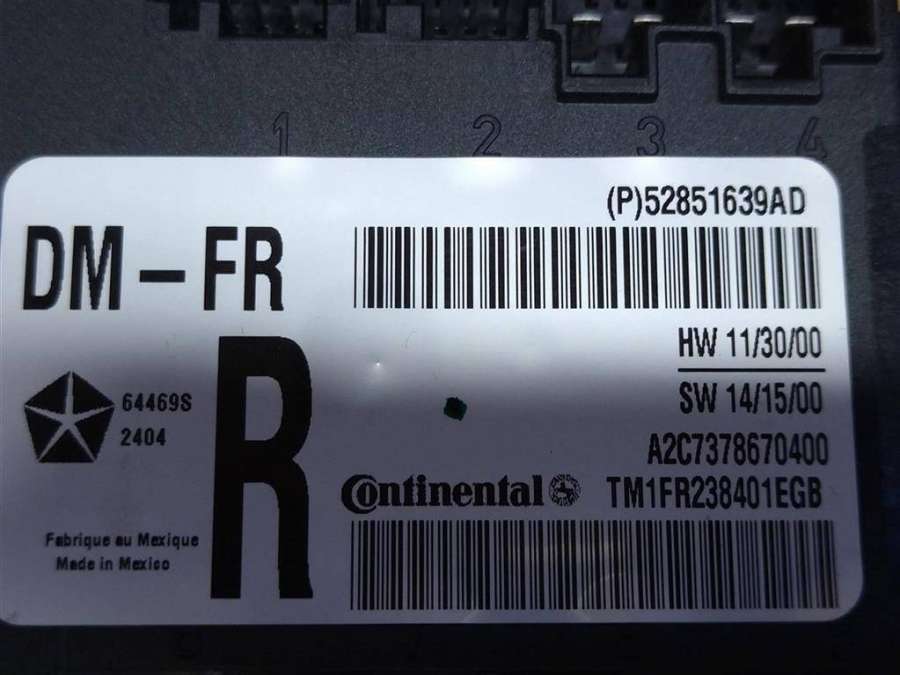 1 2 3 4
(P)52851639AD
DM-FR
HW 11/30/00
SW 14/15/00
64469S
2404
R
A2C7378670400
Continental
TM1FR238401EGB
Fabrique au Mexique
Made in Mexico